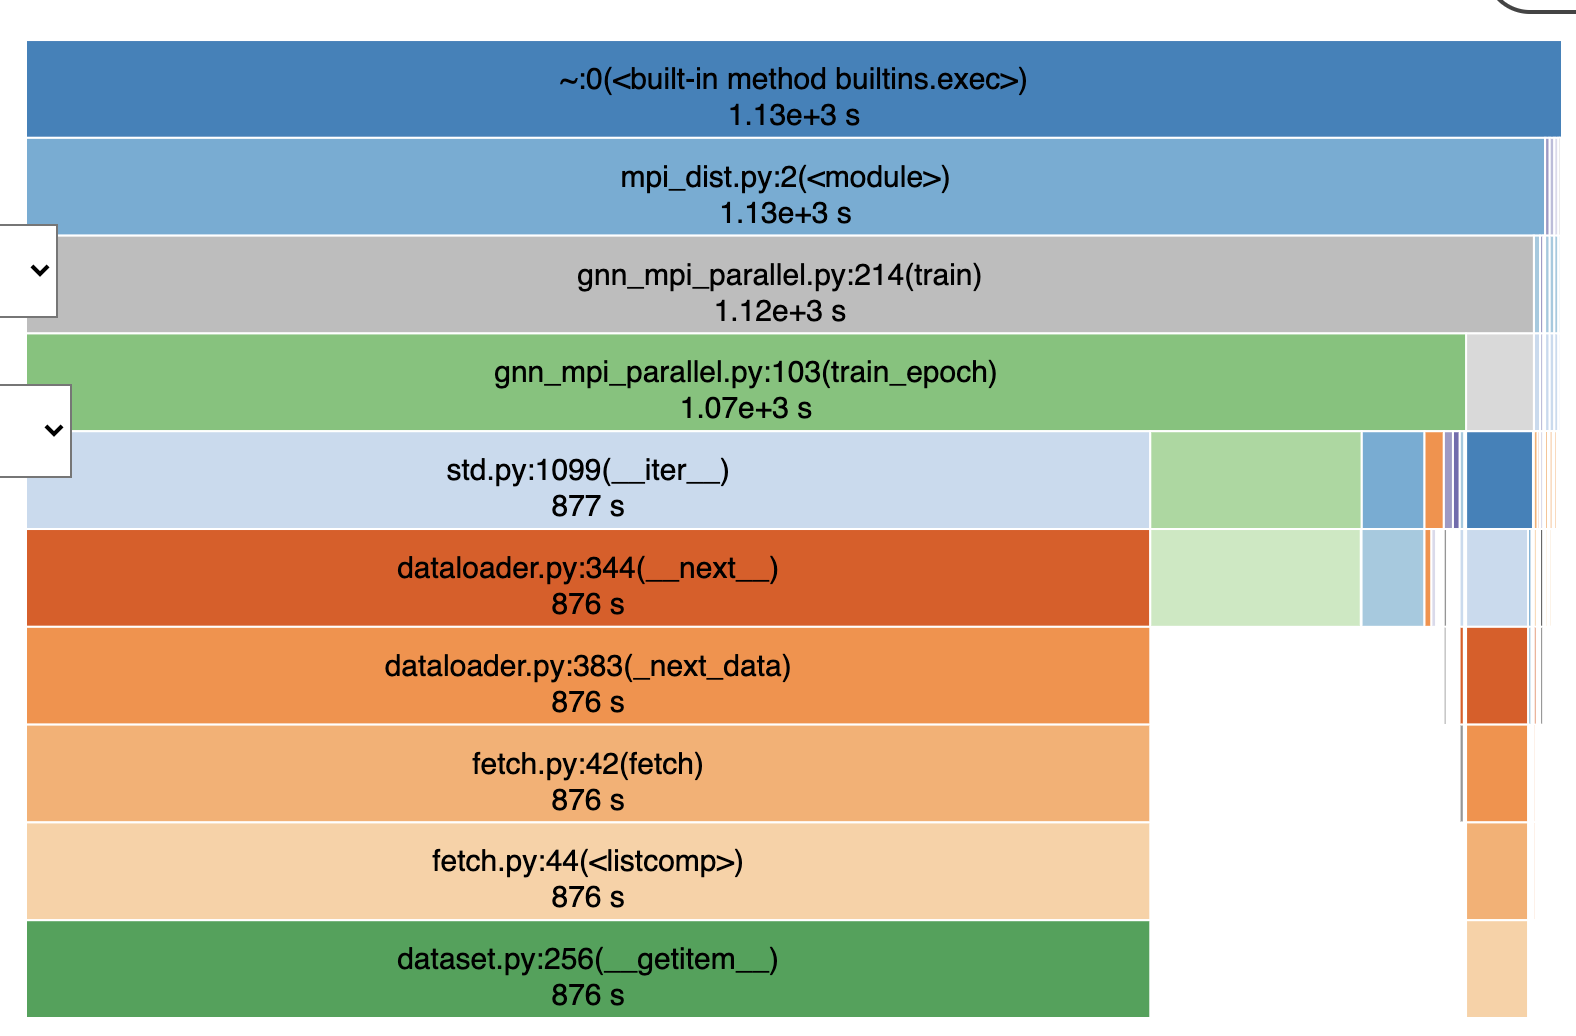 ~:0(<built-in method builtins.exec>)
1.13e+3 s
mpi_dist.py:2(<module>)
1.13e+3 s
gnn_mpi_parallel.py:214(train)
1.12e+3 s
gnn_mpi_parallel.py:103(train_epoch)
1.07e+3 s
std.py:1099(__iter__)
877 s
dataloader.py:344(__next__)
876 s
dataloader.py:383(_next_data)
876 s
fetch.py:42(fetch)
876 s
fetch.py:44(<listcomp>)
876 s
dataset.py:256(__getitem__)
876 s